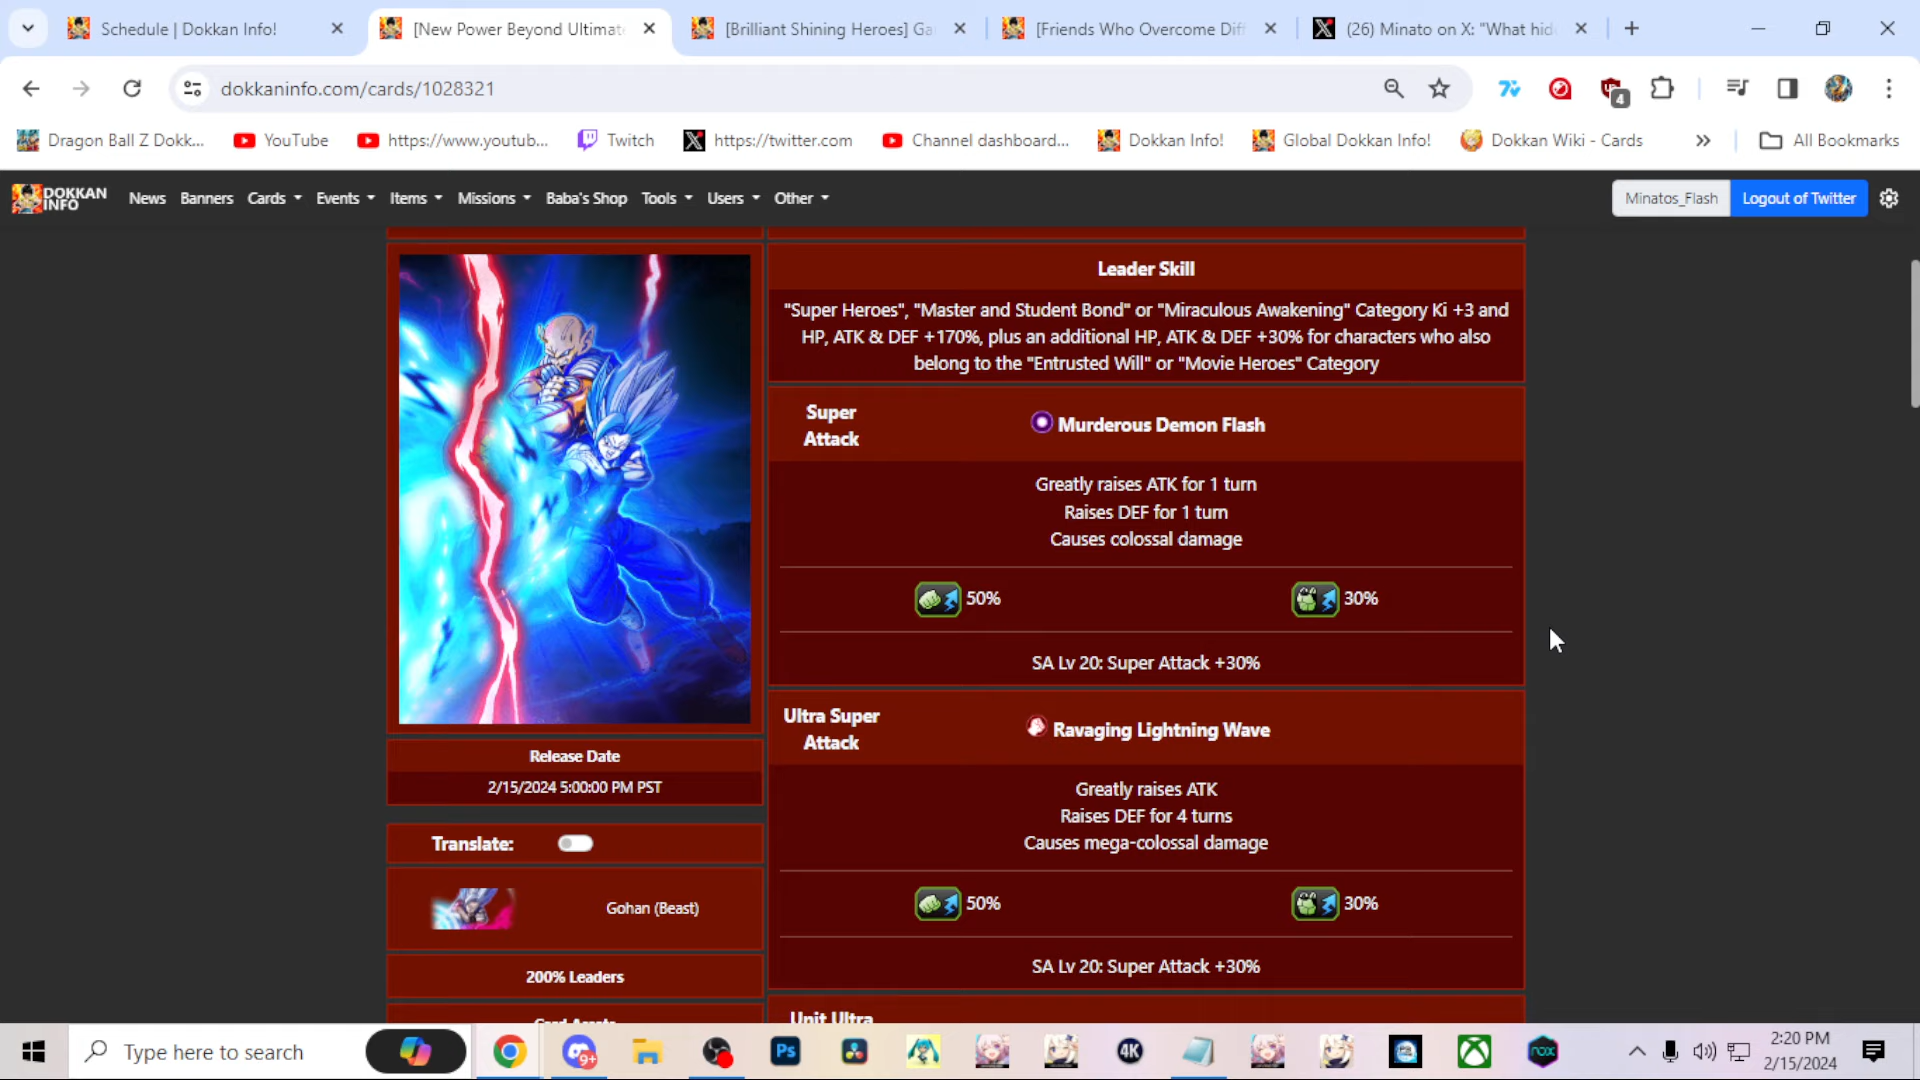 Schedule | Dokkan Info!
[New Power Beyond Ultimat
[Brilliant Shining Heroes] Ga
[Friends Who Overcome Dif
(26) Minato on X: "What hid
dokkaninfo.com/cards/1028321
4
Dragon Ball Z Dokk...
YouTube
https://www.youtub...
Twitch
https://twitter.com
Channel dashboard...
Dokkan Info!
Global Dokkan Info!
Dokkan Wiki - Cards
All Bookmarks
DOKKAN
INFO
News
Banners
Cards
Events
Items
Missions
Baba's Shop
Tools
Users
Other
Minatos_Flash
Logout of Twitter
Leader Skill
"Super Heroes", "Master and Student Bond" or "Miraculous Awakening" Category Ki +3 and
HP, ATK & DEF +170%, plus an additional HP, ATK & DEF +30% for characters who also
belong to the "Entrusted Will" or "Movie Heroes" Category
Super
Attack
Murderous Demon Flash
Greatly raises ATK for 1 turn
Raises DEF for 1 turn
Causes colossal damage
50%
30%
SA Lv 20: Super Attack +30%
Ultra Super
Attack
Ravaging Lightning Wave
Greatly raises ATK
Raises DEF for 4 turns
Causes mega-colossal damage
50%
30%
SA Lv 20: Super Attack +30%
Unit Ultra
Release Date
2/15/2024 5:00:00 PM PST
Translate:
Gohan (Beast)
200% Leaders
Card Assets
Type here to search
9+
Ps
4K
nox
2:20 PM
2/15/2024